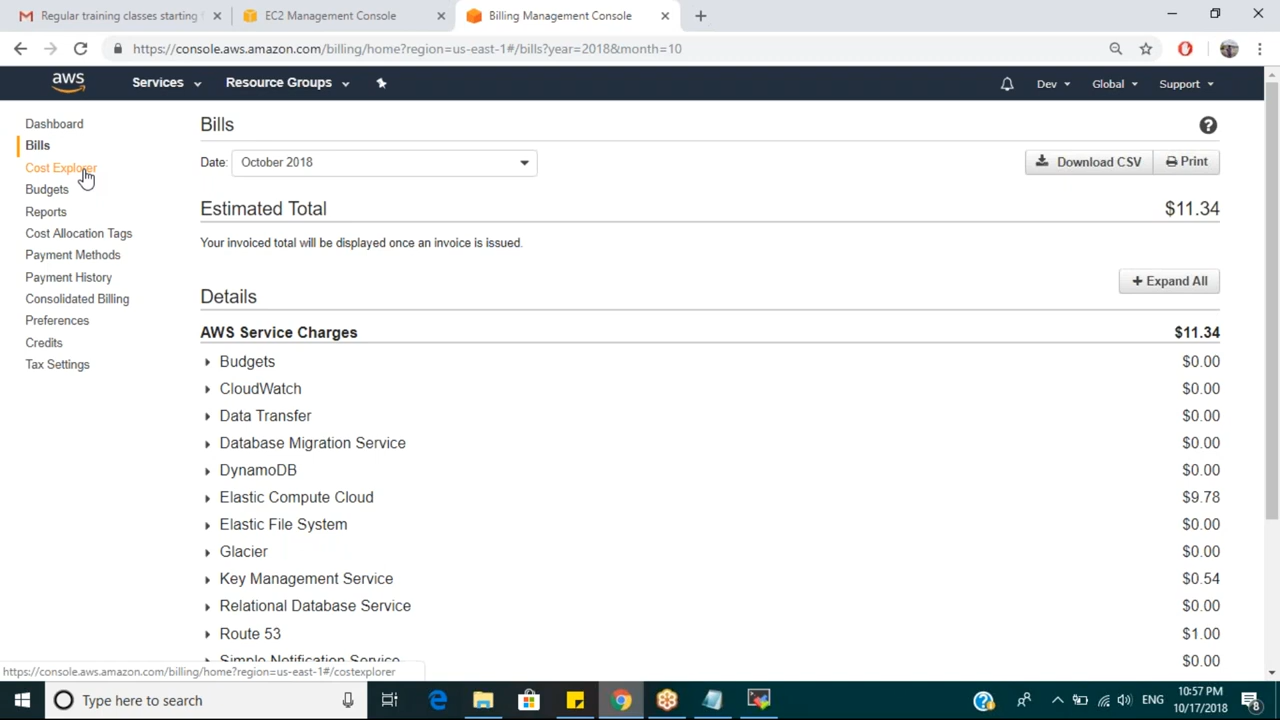 Regular training classes starting
EC2 Management Console
Billing Management Console
https://console.aws.amazon.com/billing/home?region=us-east-1#/bills?year=2018&month=10
aws
Services
Resource Groups
Dev
Global
Support
Dashboard
Bills
Cost Explorer
Budgets
Reports
Cost Allocation Tags
Payment Methods
Payment History
Consolidated Billing
Preferences
Credits
Tax Settings
Bills
Date: October 2018
Download CSV
Print
Estimated Total $11.34
Your invoiced total will be displayed once an invoice is issued.
Expand All
Details
AWS Service Charges $11.34
Budgets $0.00
CloudWatch $0.00
Data Transfer $0.00
Database Migration Service $0.00
DynamoDB $0.00
Elastic Compute Cloud $9.78
Elastic File System $0.00
Glacier $0.00
Key Management Service $0.54
Relational Database Service $0.00
Route 53 $1.00
Simple Notification Service $0.00
https://console.aws.amazon.com/billing/home?region=us-east-1#/costexplorer
Type here to search
ENG
10:57 PM
10/17/2018
8